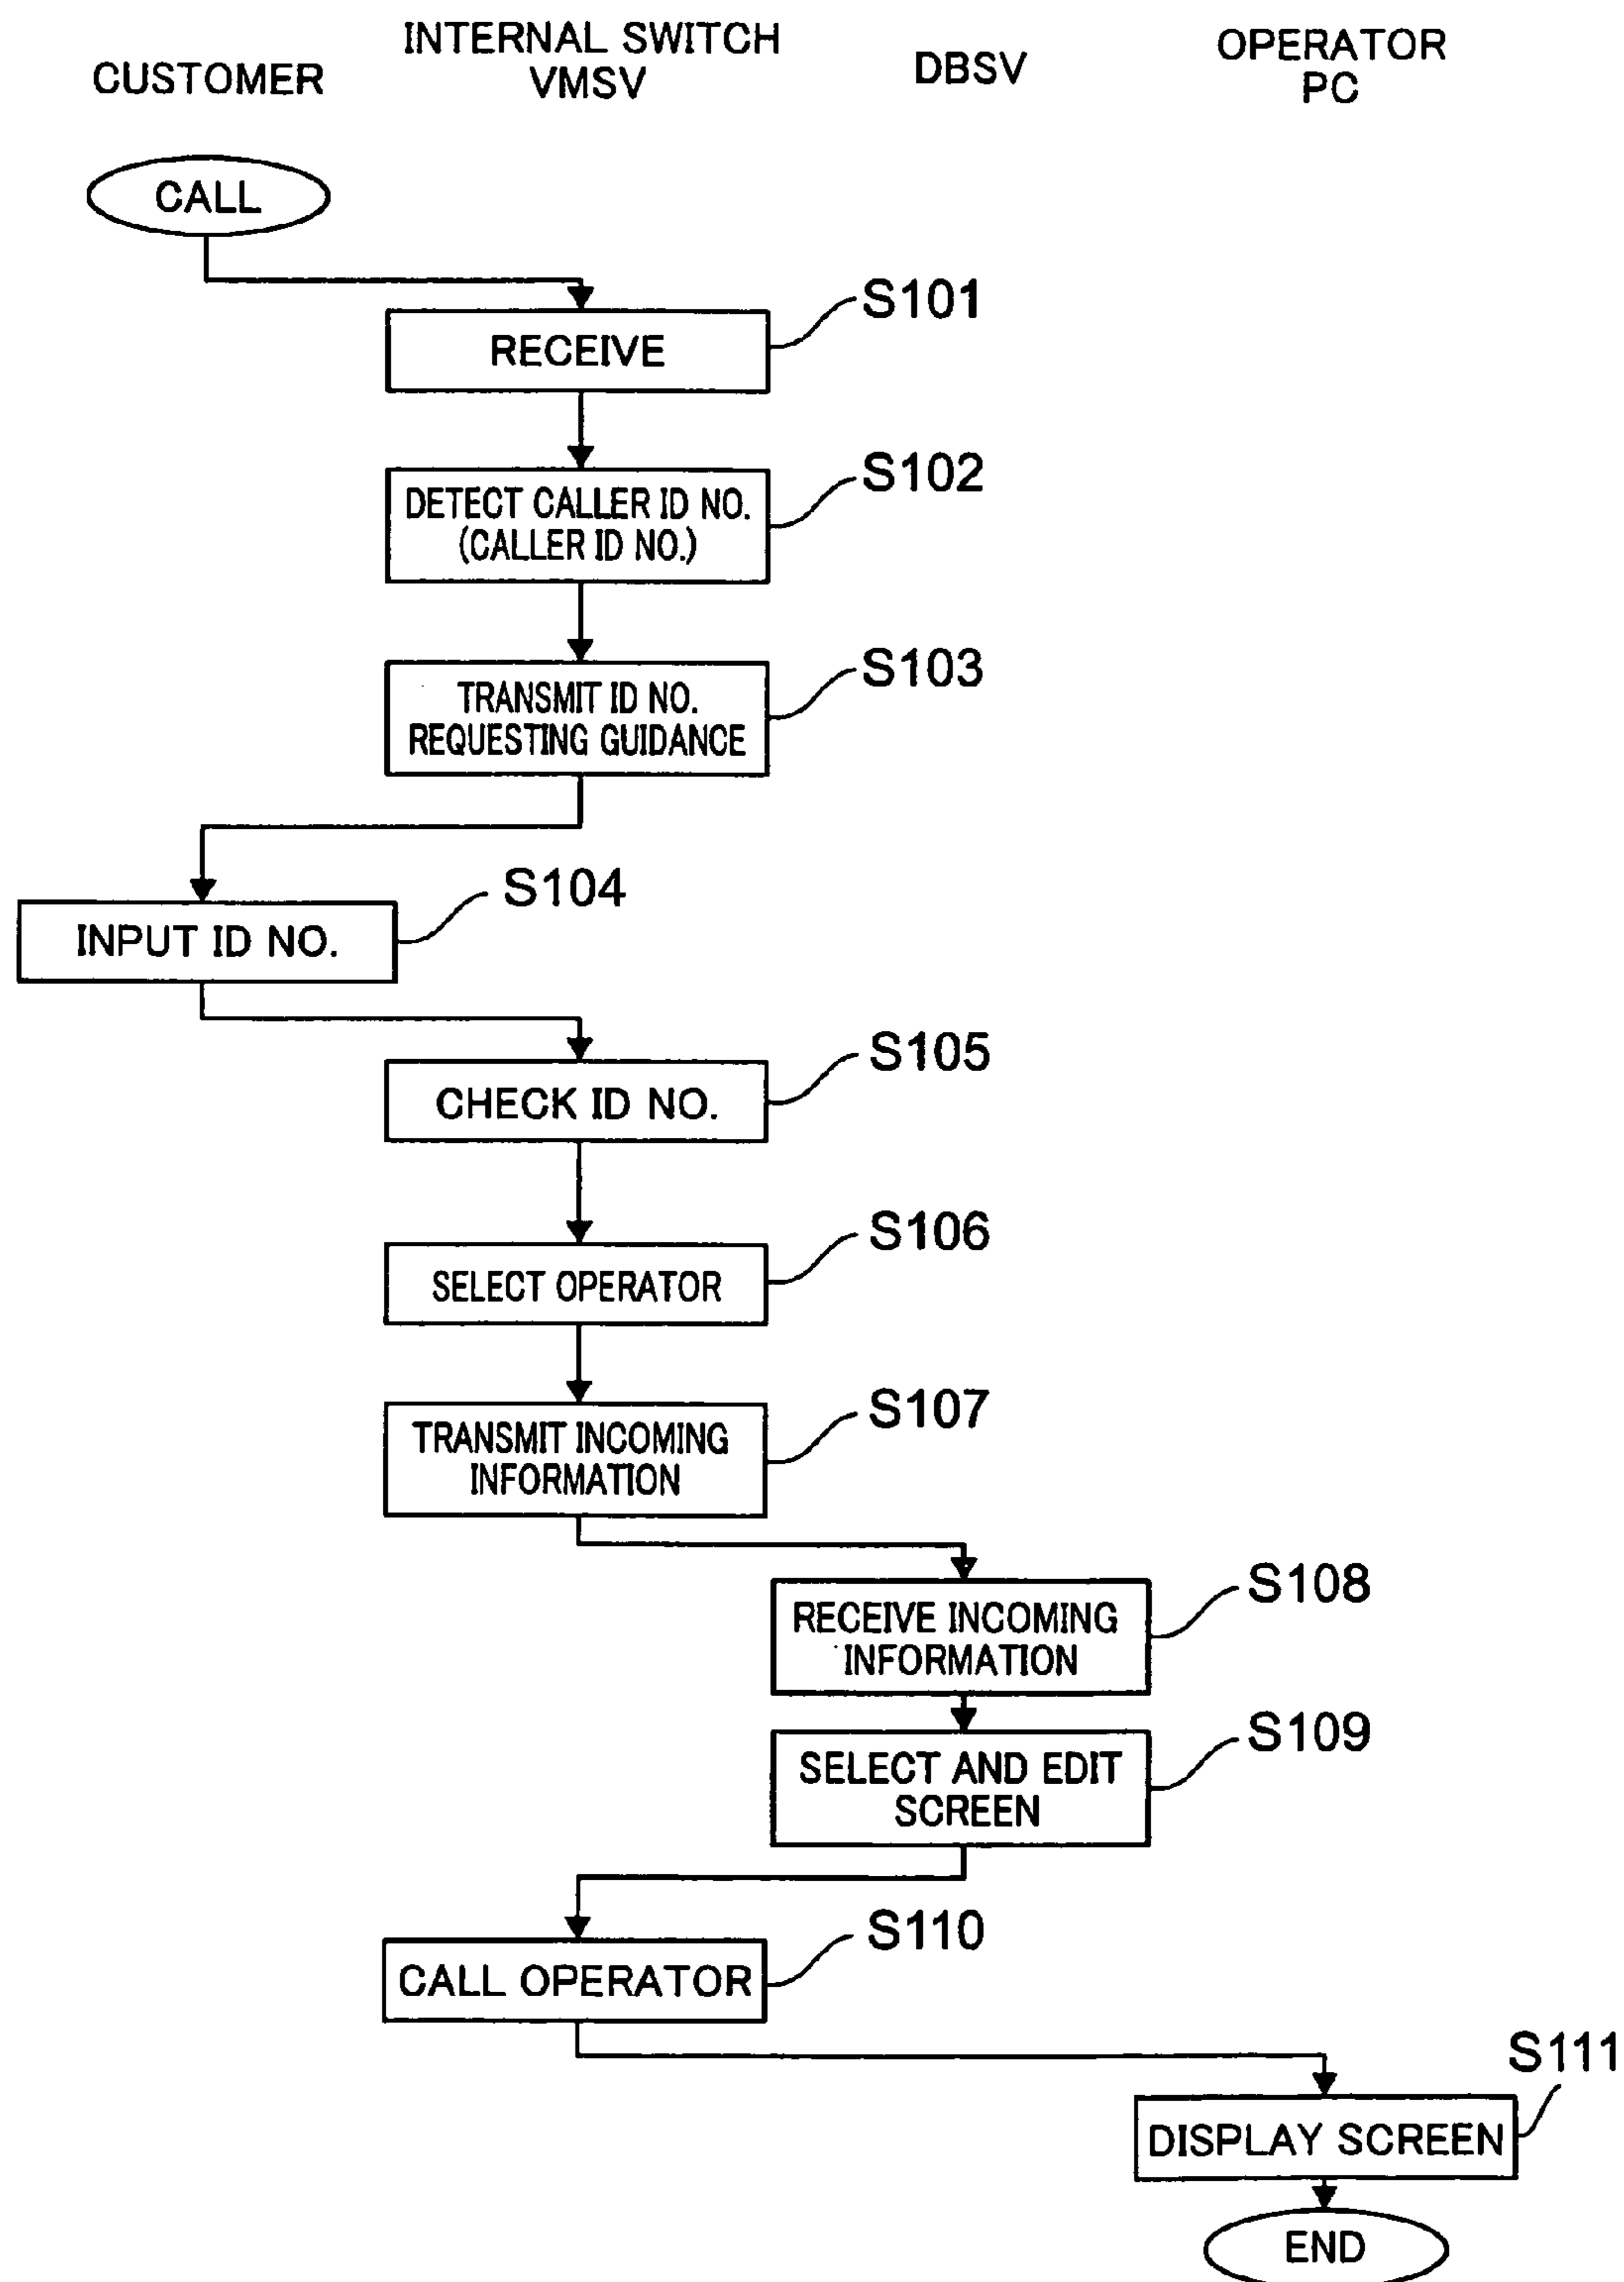 CUSTOMER
INTERNAL SWITCH
VMSV
DBSV
OPERATOR
PC
CALL
RECEIVE
S101
DETECT CALLER ID NO.
(CALLER ID NO.)
S102
TRANSMIT ID NO.
REQUESTING GUIDANCE
S103
INPUT ID NO.
S104
CHECK ID NO.
S105
SELECT OPERATOR
S106
TRANSMIT INCOMING
INFORMATION
S107
RECEIVE INCOMING
INFORMATION
S108
SELECT AND EDIT
SCREEN
S109
CALL OPERATOR
S110
DISPLAY SCREEN
S111
END